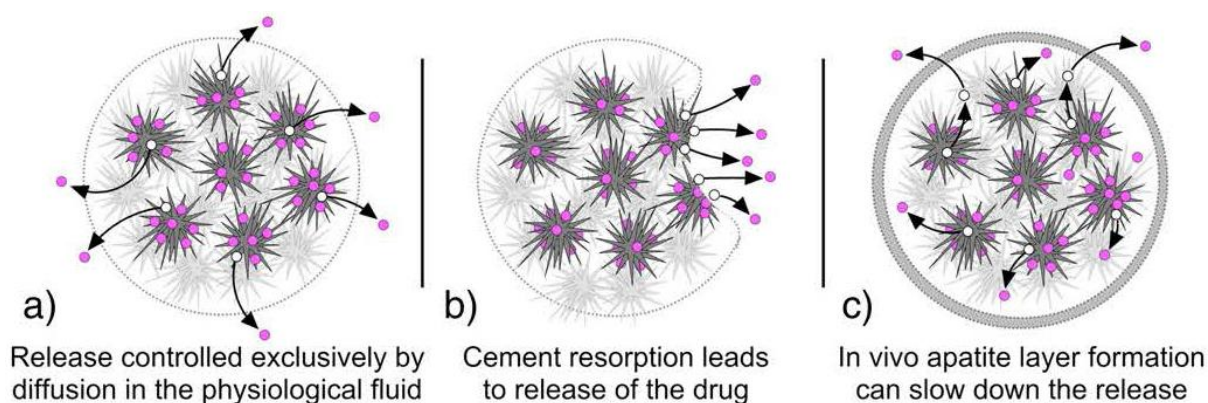 a)
Release controlled exclusively by
diffusion in the physiological fluid
b)
Cement resorption leads
to release of the drug
c)
In vivo apatite layer formation
can slow down the release